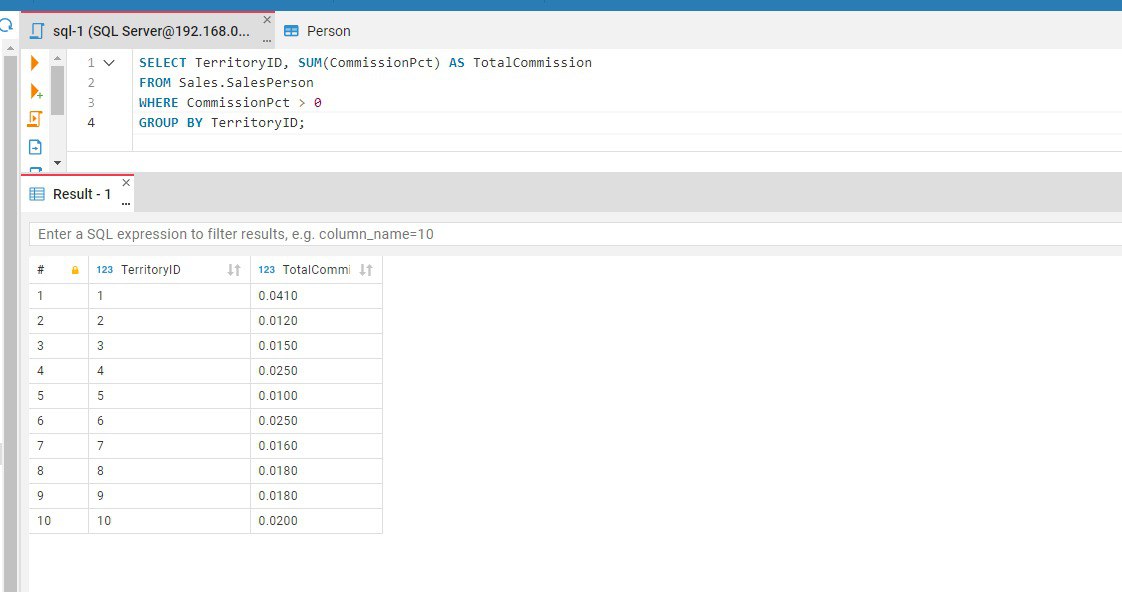 sql-1 (SQL Server@192.168.0... × ... Person
1 SELECT TerritoryID, SUM(CommissionPct) AS TotalCommission
2 FROM Sales.SalesPerson
3 WHERE CommissionPct > 0
4 GROUP BY TerritoryID;
Result - 1 × ...
Enter a SQL expression to filter results, e.g. column_name=10
# 123 TerritoryID 123 TotalCommi
1 1 0.0410
2 2 0.0120
3 3 0.0150
4 4 0.0250
5 5 0.0100
6 6 0.0250
7 7 0.0160
8 8 0.0180
9 9 0.0180
10 10 0.0200